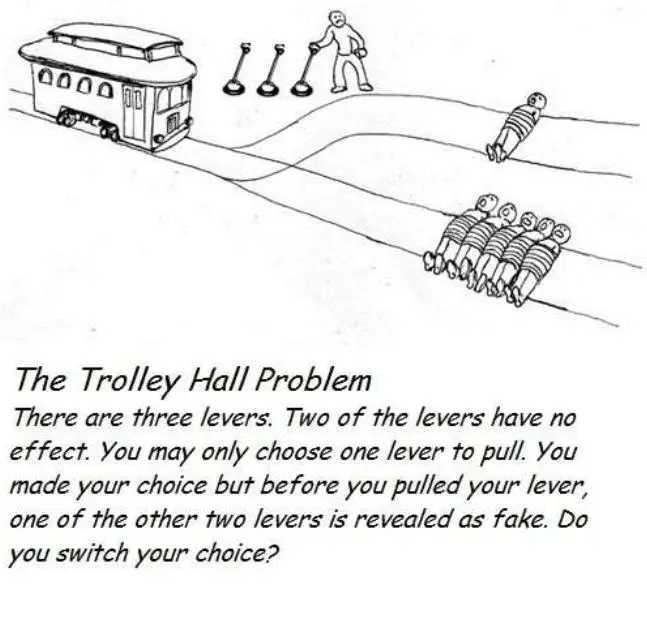 The Trolley Hall Problem
There are three levers. Two of the levers have no
effect. You may only choose one lever to pull. You
made your choice but before you pulled your lever,
one of the other two levers is revealed as fake. Do
you switch your choice?